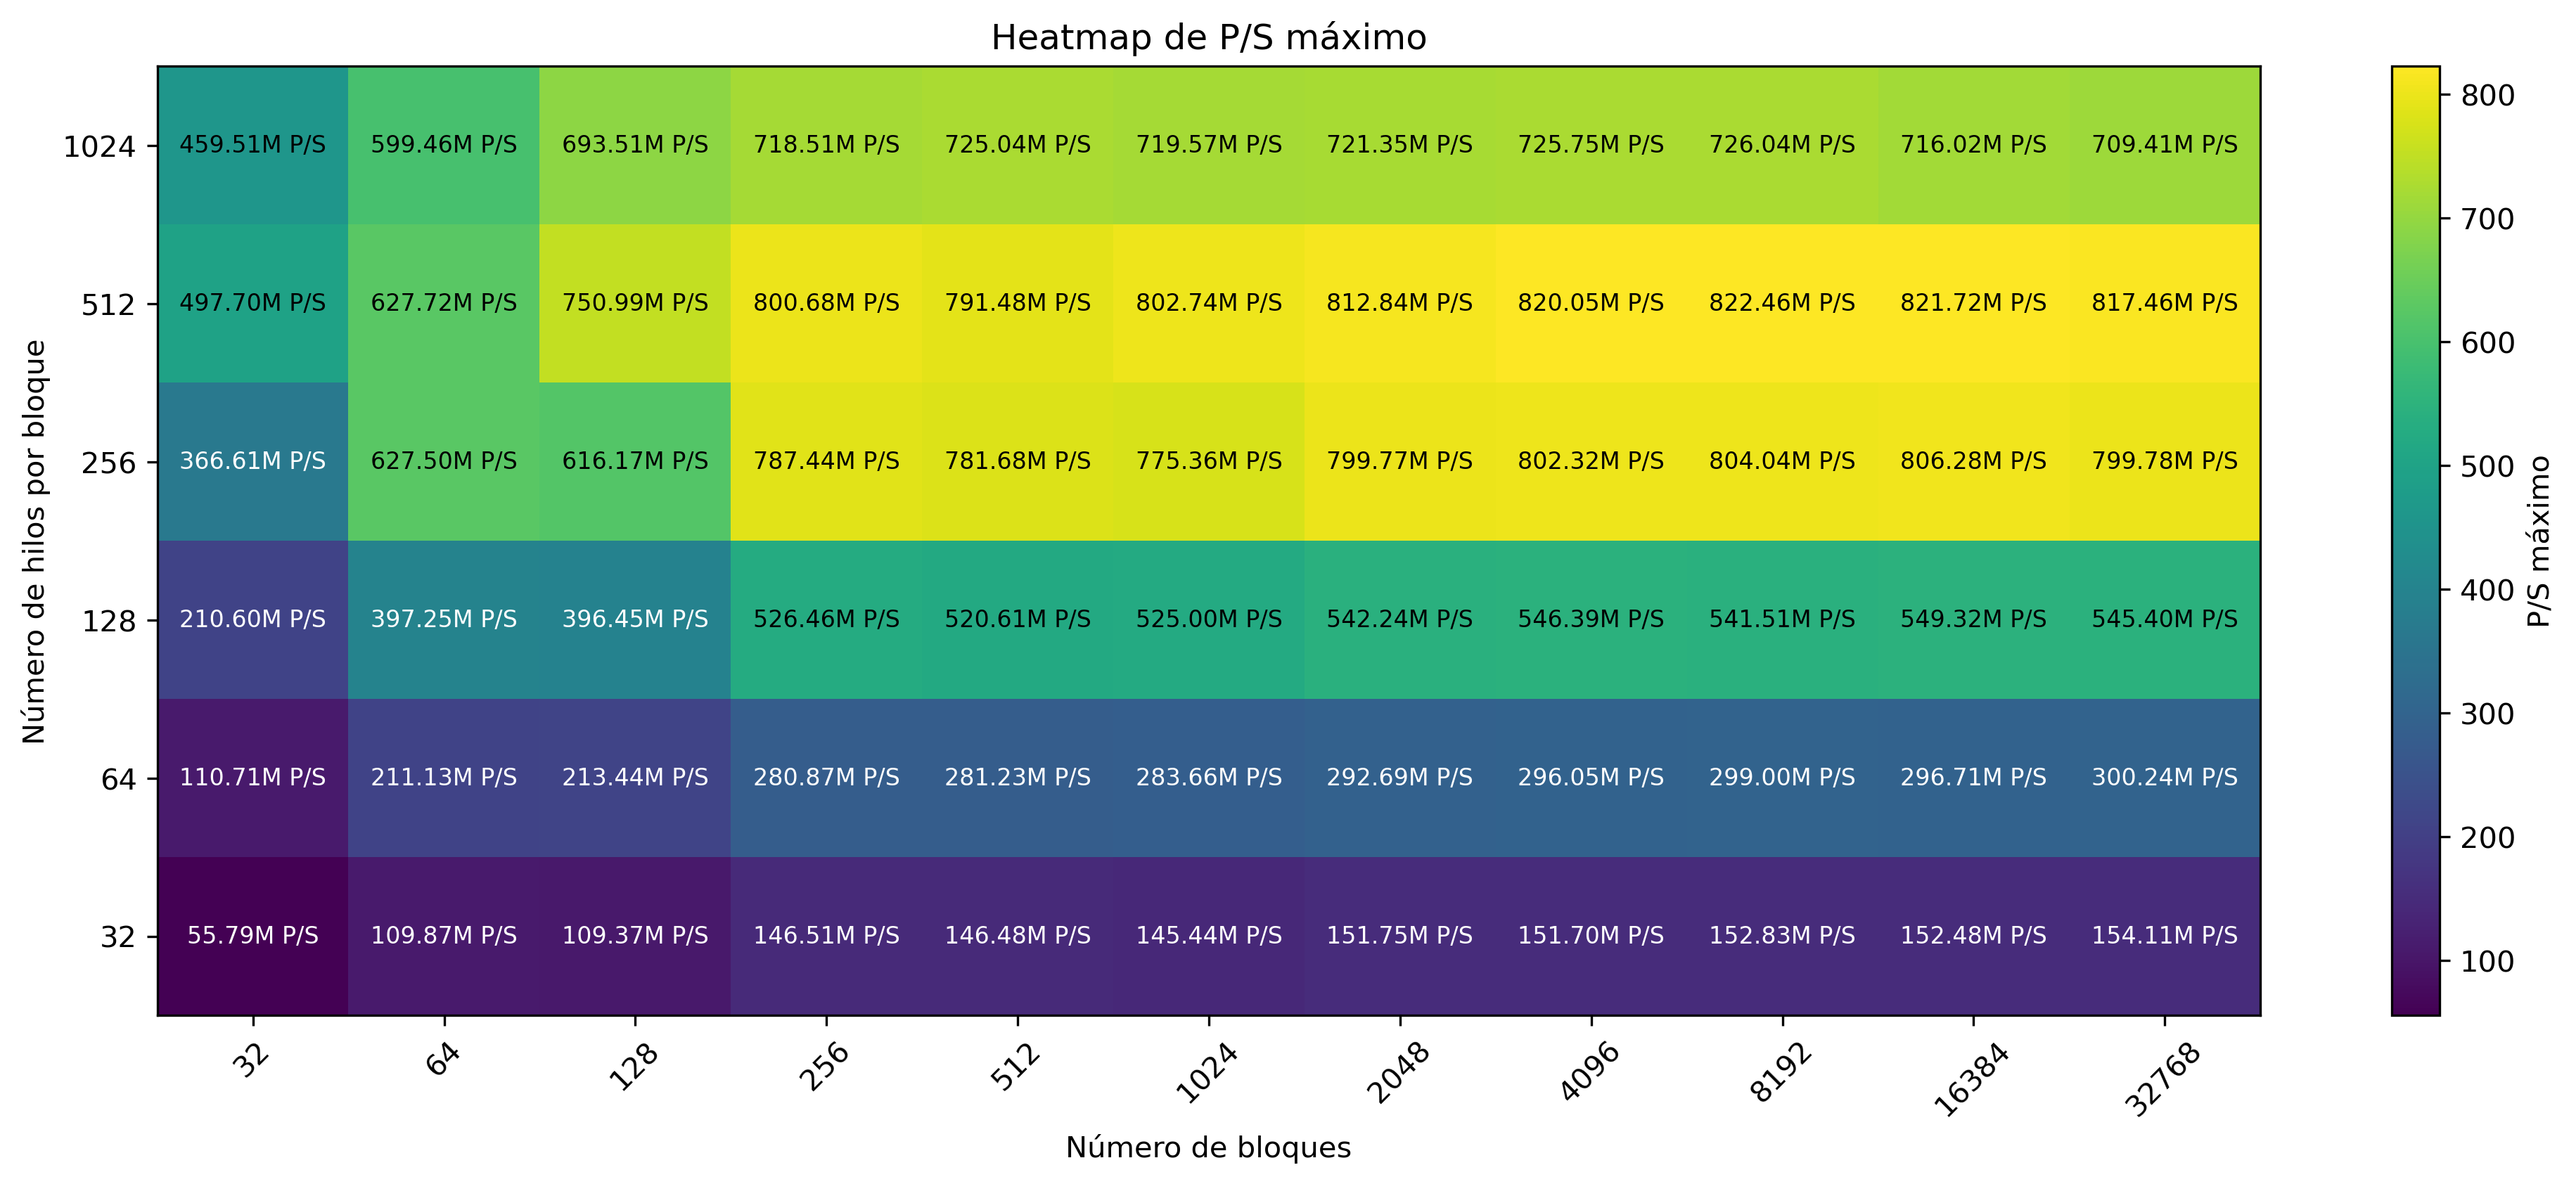 Heatmap de P/S máximo
1024 459.51M P/S 599.46M P/S 693.51M P/S 718.51M P/S 725.04M P/S 719.57M P/S 721.35M P/S 725.75M P/S 726.04M P/S 716.02M P/S 709.41M P/S
512 497.70M P/S 627.72M P/S 750.99M P/S 800.68M P/S 791.48M P/S 802.74M P/S 812.84M P/S 820.05M P/S 822.46M P/S 821.72M P/S 817.46M P/S
256 366.61M P/S 627.50M P/S 616.17M P/S 787.44M P/S 781.68M P/S 775.36M P/S 799.77M P/S 802.32M P/S 804.04M P/S 806.28M P/S 799.78M P/S
128 210.60M P/S 397.25M P/S 396.45M P/S 526.46M P/S 520.61M P/S 525.00M P/S 542.24M P/S 546.39M P/S 541.51M P/S 549.32M P/S 545.40M P/S
64 110.71M P/S 211.13M P/S 213.44M P/S 280.87M P/S 281.23M P/S 283.66M P/S 292.69M P/S 296.05M P/S 299.00M P/S 296.71M P/S 300.24M P/S
32 55.79M P/S 109.87M P/S 109.37M P/S 146.51M P/S 146.48M P/S 145.44M P/S 151.75M P/S 151.70M P/S 152.83M P/S 152.48M P/S 154.11M P/S
32 64 128 256 512 1024 2048 4096 8192 16384 32768
Número de bloques
Número de hilos por bloque
800
700
600
500
400
300
200
100
P/S máximo